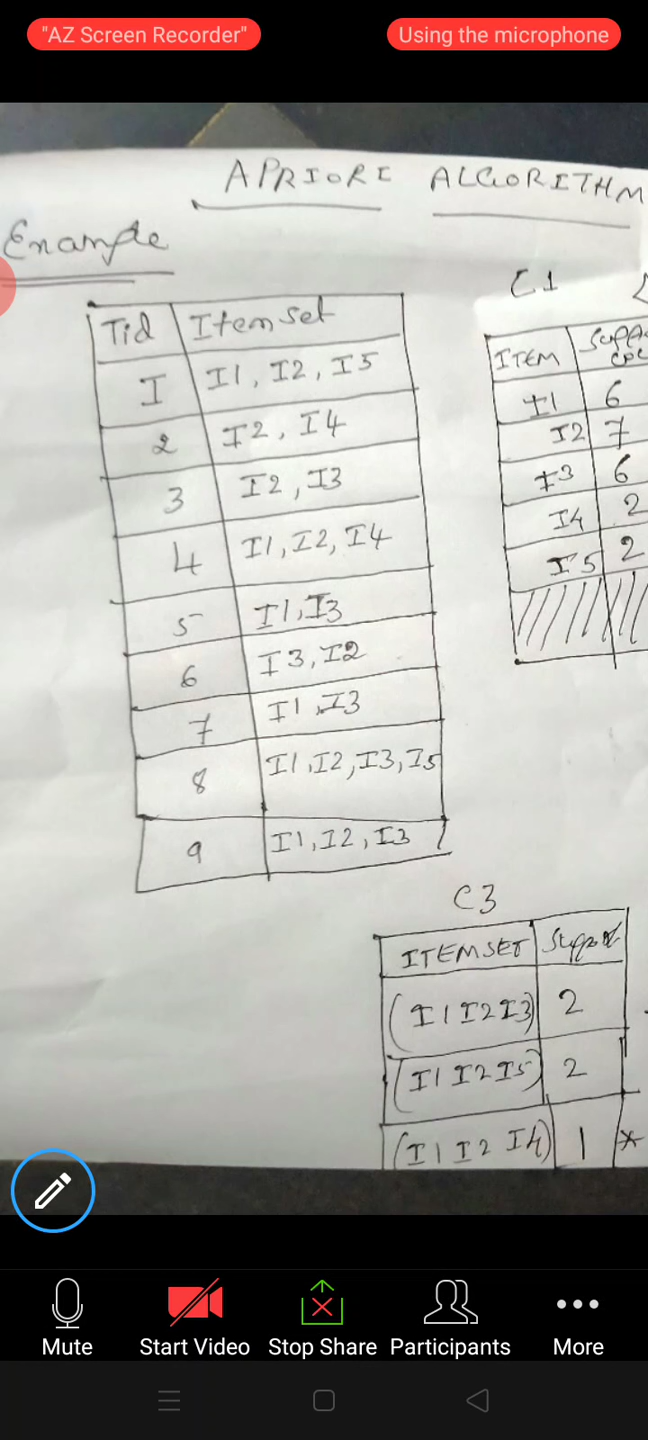 "AZ Screen Recorder"
Using the microphone
APRIORI ALGORITHM
Example
Tid Itemset
I I1, I2, I5
2 I2, I4
3 I2, I3
4 I1, I2, I4
5 I1, I3
6 I3, I2
7 I1, I3
8 I1, I2, I3, I5
9 I1, I2, I3
C1
ITEM
I1 6
I2 7
I3 6
I4 2
I5 2
C3
ITEMSET Support
(I1 I2 I3) 2
(I1 I2 I5) 2
(I1 I2 I4) 1 *
Mute
Start Video
Stop Share
Participants
More